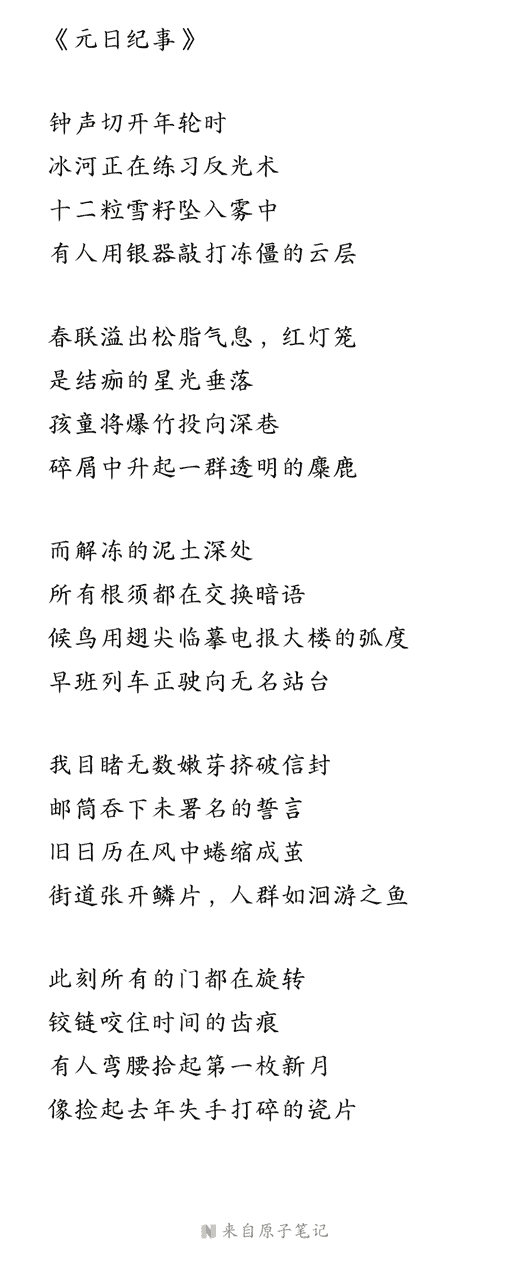 《元日纪事》
钟声切开年轮时
冰河正在练习反光术
十二粒雪籽坠入雾中
有人用银器敲打冻僵的云层
春联溢出松脂气息，红灯笼
是结痂的星光垂落
孩童将爆竹投向深巷
碎屑中升起一群透明的麋鹿
而解冻的泥土深处
所有根须都在交换暗语
候鸟用翅尖临摹电报大楼的弧度
早班列车正驶向无名站台
我目睹无数嫩芽挤破信封
邮筒吞下未署名的誓言
旧日历在风中蜷缩成茧
街道张开鳞片，人群如洄游之鱼
此刻所有的门都在旋转
铰链咬住时间的齿痕
有人弯腰拾起第一枚新月
像捡起去年失手打碎的瓷片
来自原子笔记